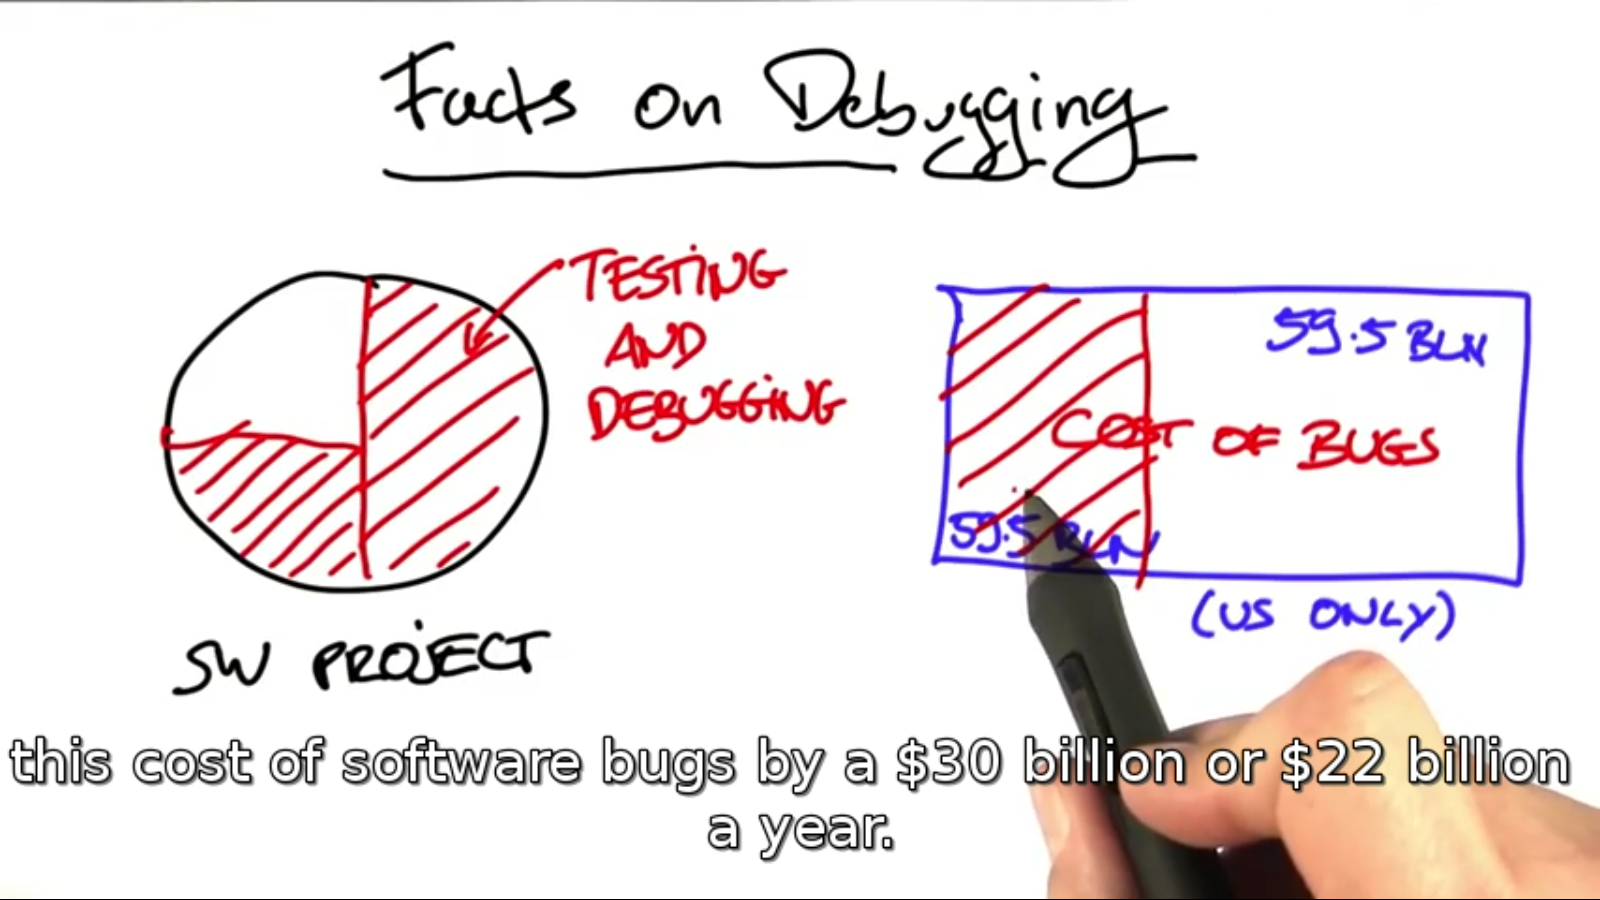 Facts on Debugging
TESTING
AND
DEBUGGING
59.5 BLN
COST OF BUGS
59.5 BLN
(US ONLY)
SW PROJECT
this cost of software bugs by a $30 billion or $22 billion
a year.